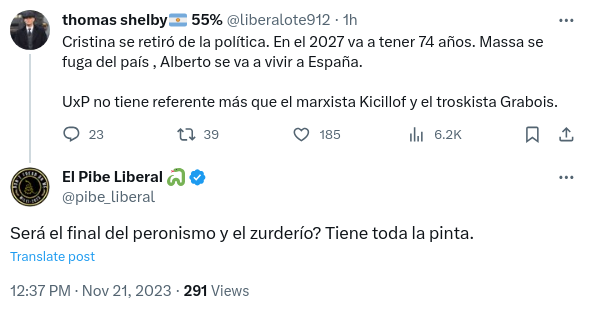 thomas shelby🇦🇷 55% @liberalote912 · 1h
Cristina se retiró de la política. En el 2027 va a tener 74 años. Massa se
fuga del país , Alberto se va a vivir a España.
UxP no tiene referente más que el marxista Kicillof y el troskista Grabois.
23 39 185 6.2K
El Pibe Liberal 🐍
@pibe_liberal
Será el final del peronismo y el zurderío? Tiene toda la pinta.
Translate post
12:37 PM · Nov 21, 2023 · 291 Views